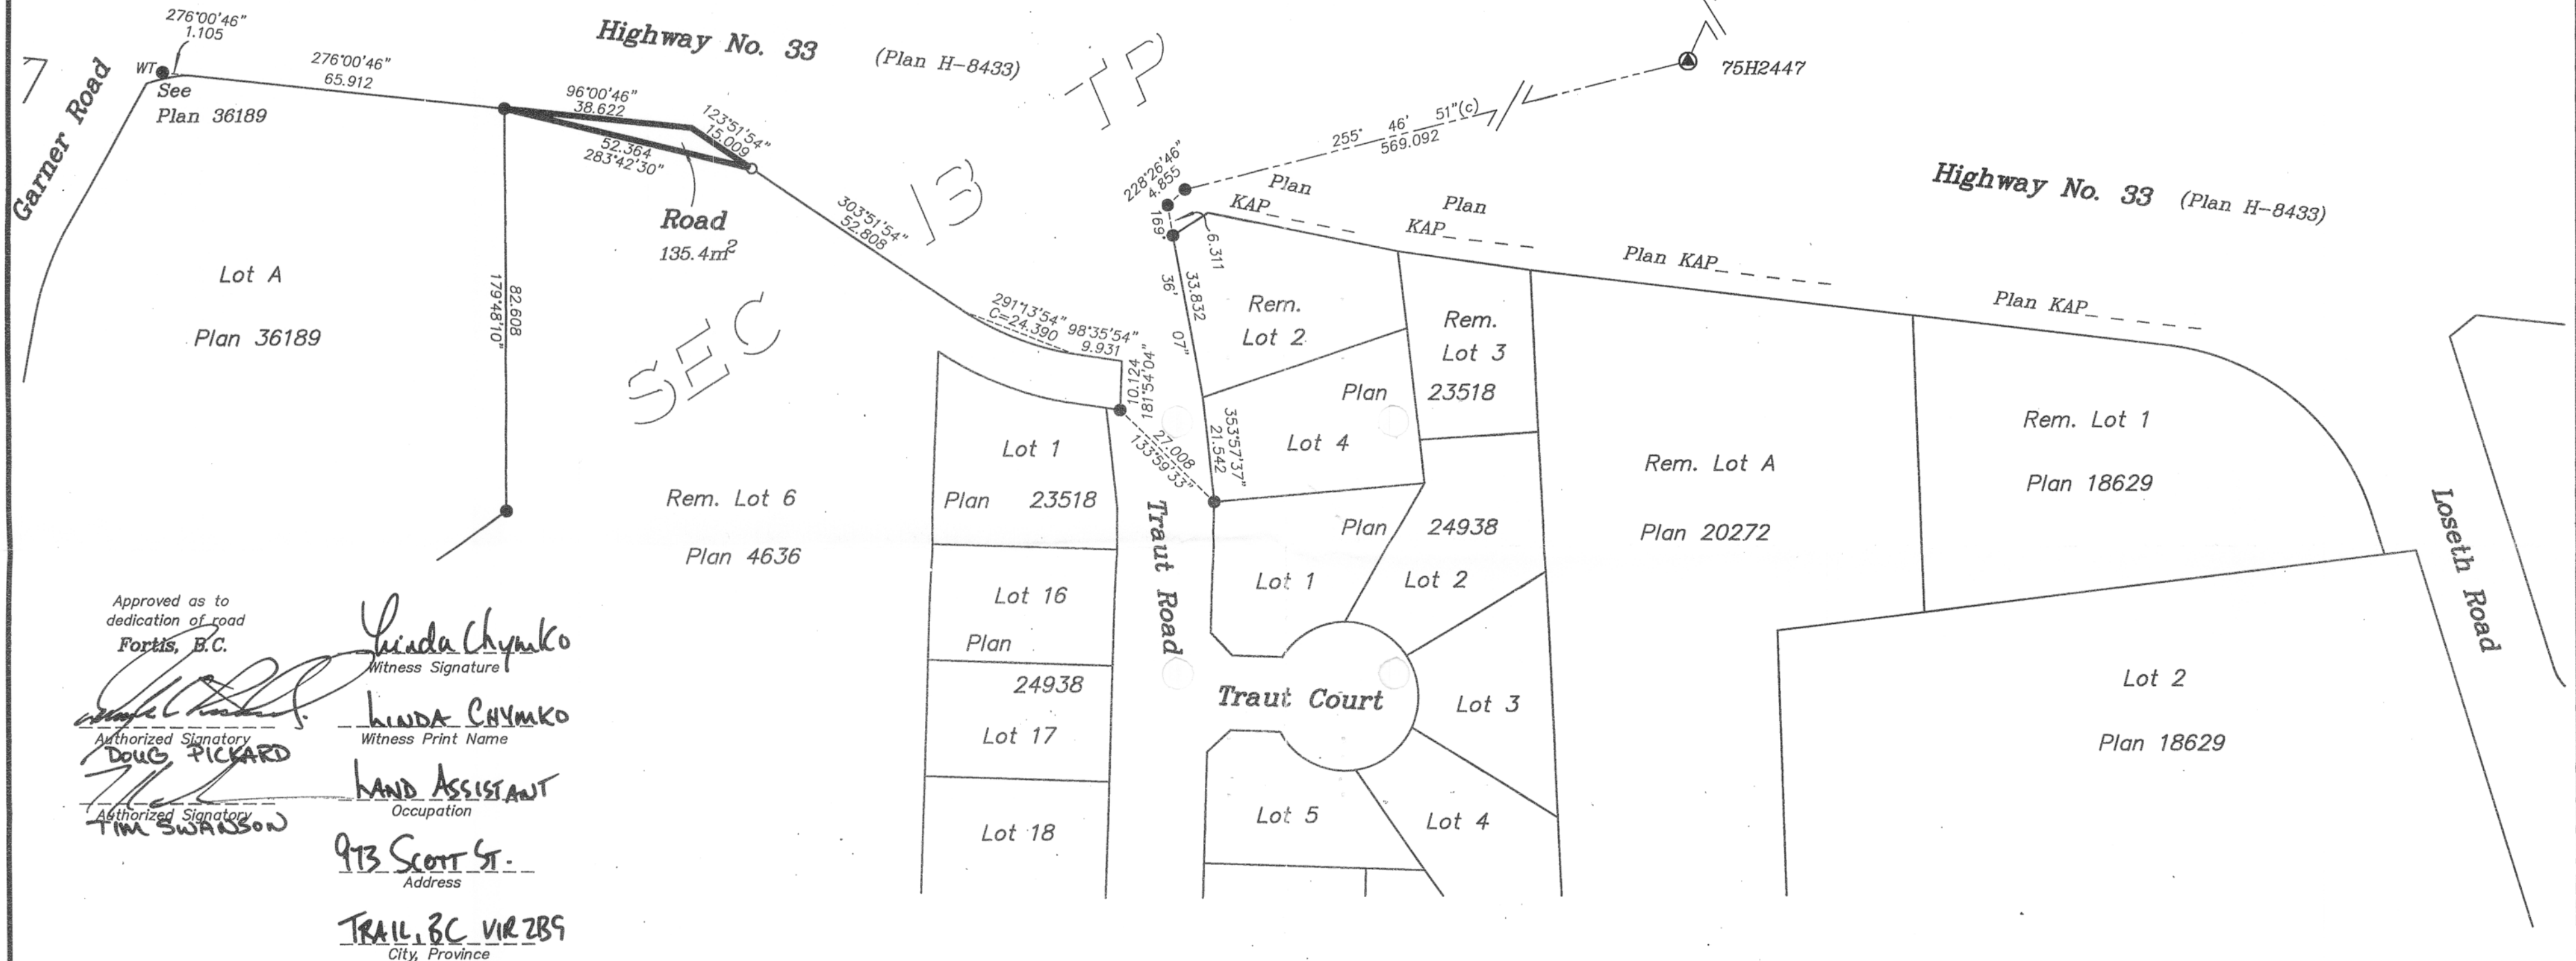 276°00'46"
1.105
WT
See
Plan 36189
Garner Road
7
276°00'46"
65.912
Highway No. 33 (Plan H-8433)
96°00'46"
38.622
123°51'54"
15.009
52.364
283°42'30"
Road
135.4m²
TP
13
SEC
303°51'54"
52.808
291°13'54"
C=24.390
98°35'54"
9.931
10.124
181°54'04"
27.008
133°59'33"
228°26'46"
4.855
169°
36'
07"
33.832
6.311
353°57'37"
21.542
255° 46' 51"(c)
569.092
75H2447
Highway No. 33 (Plan H-8433)
Plan
KAP_ _ _ _ _
Plan
KAP_ _ _ _ _
Plan KAP_ _ _ _ _
Plan KAP_ _ _ _ _
Lot A
Plan 36189
82.608
179°48'10"
Rem. Lot 6
Plan 4636
Lot 1
Plan 23518
Lot 16
Plan
24938
Lot 17
Lot 18
Traut Road
Rem.
Lot 2
Rem.
Lot 3
Plan 23518
Lot 4
Plan 24938
Lot 1
Lot 2
Traut Court
Lot 3
Lot 5
Lot 4
Rem. Lot A
Plan 20272
Rem. Lot 1
Plan 18629
Loseth Road
Lot 2
Plan 18629
Approved as to
dedication of road
Fortis, B.C.
Authorized Signatory
DOUG PICKARD
Authorized Signatory
TIM SWANSON
Linda Chymko
Witness Signature
LINDA CHYMKO
Witness Print Name
LAND ASSISTANT
Occupation
973 SCOTT ST.
Address
TRAIL, BC V1R 2B9
City, Province